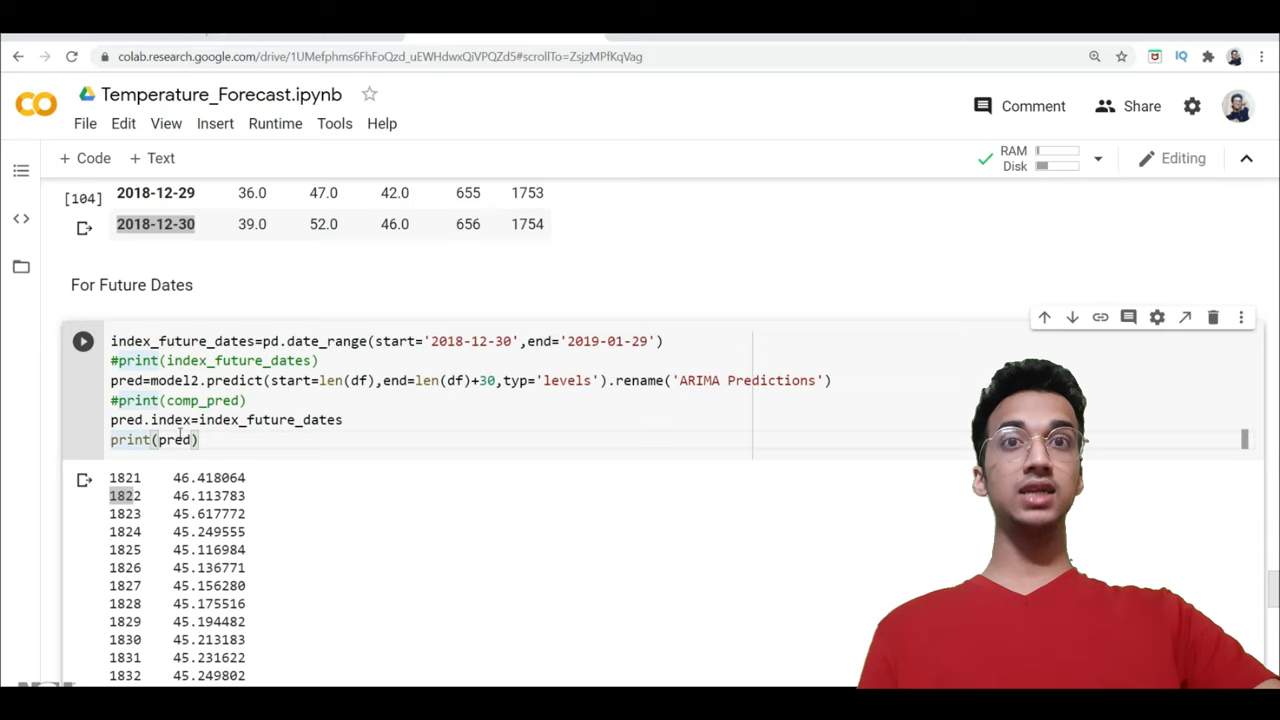 colab.research.google.com/drive/1UMefphms6FhFoQzd_uEWHdwxQiVPQZd5#scrollTo=ZsjzMPfKqVag
Temperature_Forecast.ipynb
Comment
Share
File Edit View Insert Runtime Tools Help
+ Code + Text
RAM
Disk
Editing
[104]
2018-12-29 36.0 47.0 42.0 655 1753
2018-12-30 39.0 52.0 46.0 656 1754
For Future Dates
index_future_dates=pd.date_range(start='2018-12-30',end='2019-01-29')
#print(index_future_dates)
pred=model2.predict(start=len(df),end=len(df)+30,typ='levels').rename('ARIMA Predictions')
#print(comp_pred)
pred.index=index_future_dates
print(pred)
1821 46.418064
1822 46.113783
1823 45.617772
1824 45.249555
1825 45.116984
1826 45.136771
1827 45.156280
1828 45.175516
1829 45.194482
1830 45.213183
1831 45.231622
1832 45.249802